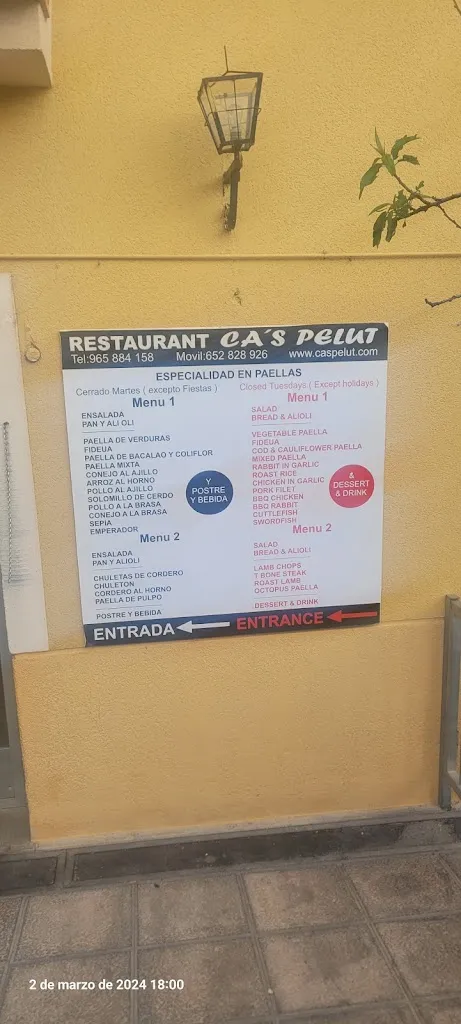 RESTAURANT CA´S PELUT
Tel:965 884 158 Movil:652 828 926 www.caspelut.com
ESPECIALIDAD EN PAELLAS
Cerrado Martes ( excepto Fiestas )
Menu 1
ENSALADA
PAN Y ALI OLI
PAELLA DE VERDURAS
FIDEUA
PAELLA DE BACALAO Y COLIFLOR
PAELLA MIXTA
CONEJO AL AJILLO
ARROZ AL HORNO
POLLO AL AJILLO
SOLOMILLO DE CERDO
POLLO A LA BRASA
CONEJO A LA BRASA
SEPIA
EMPERADOR
Y
POSTRE
Y BEBIDA
Menu 2
ENSALADA
PAN Y ALIOLI
CHULETAS DE CORDERO
CHULETON
CORDERO AL HORNO
PAELLA DE PULPO
POSTRE Y BEBIDA
Closed Tuesdays ( Except holidays )
Menu 1
SALAD
BREAD & ALIOLI
VEGETABLE PAELLA
FIDEUA
COD & CAULIFLOWER PAELLA
MIXED PAELLA
RABBIT IN GARLIC
ROAST RICE
CHICKEN IN GARLIC
PORK FILET
BBQ CHICKEN
BBQ RABBIT
CUTTLEFISH
SWORDFISH
&
DESSERT
& DRINK
Menu 2
SALAD
BREAD & ALIOLI
LAMB CHOPS
T BONE STEAK
ROAST LAMB
OCTOPUS PAELLA
DESSERT & DRINK
ENTRADA ENTRANCE
2 de marzo de 2024 18:00